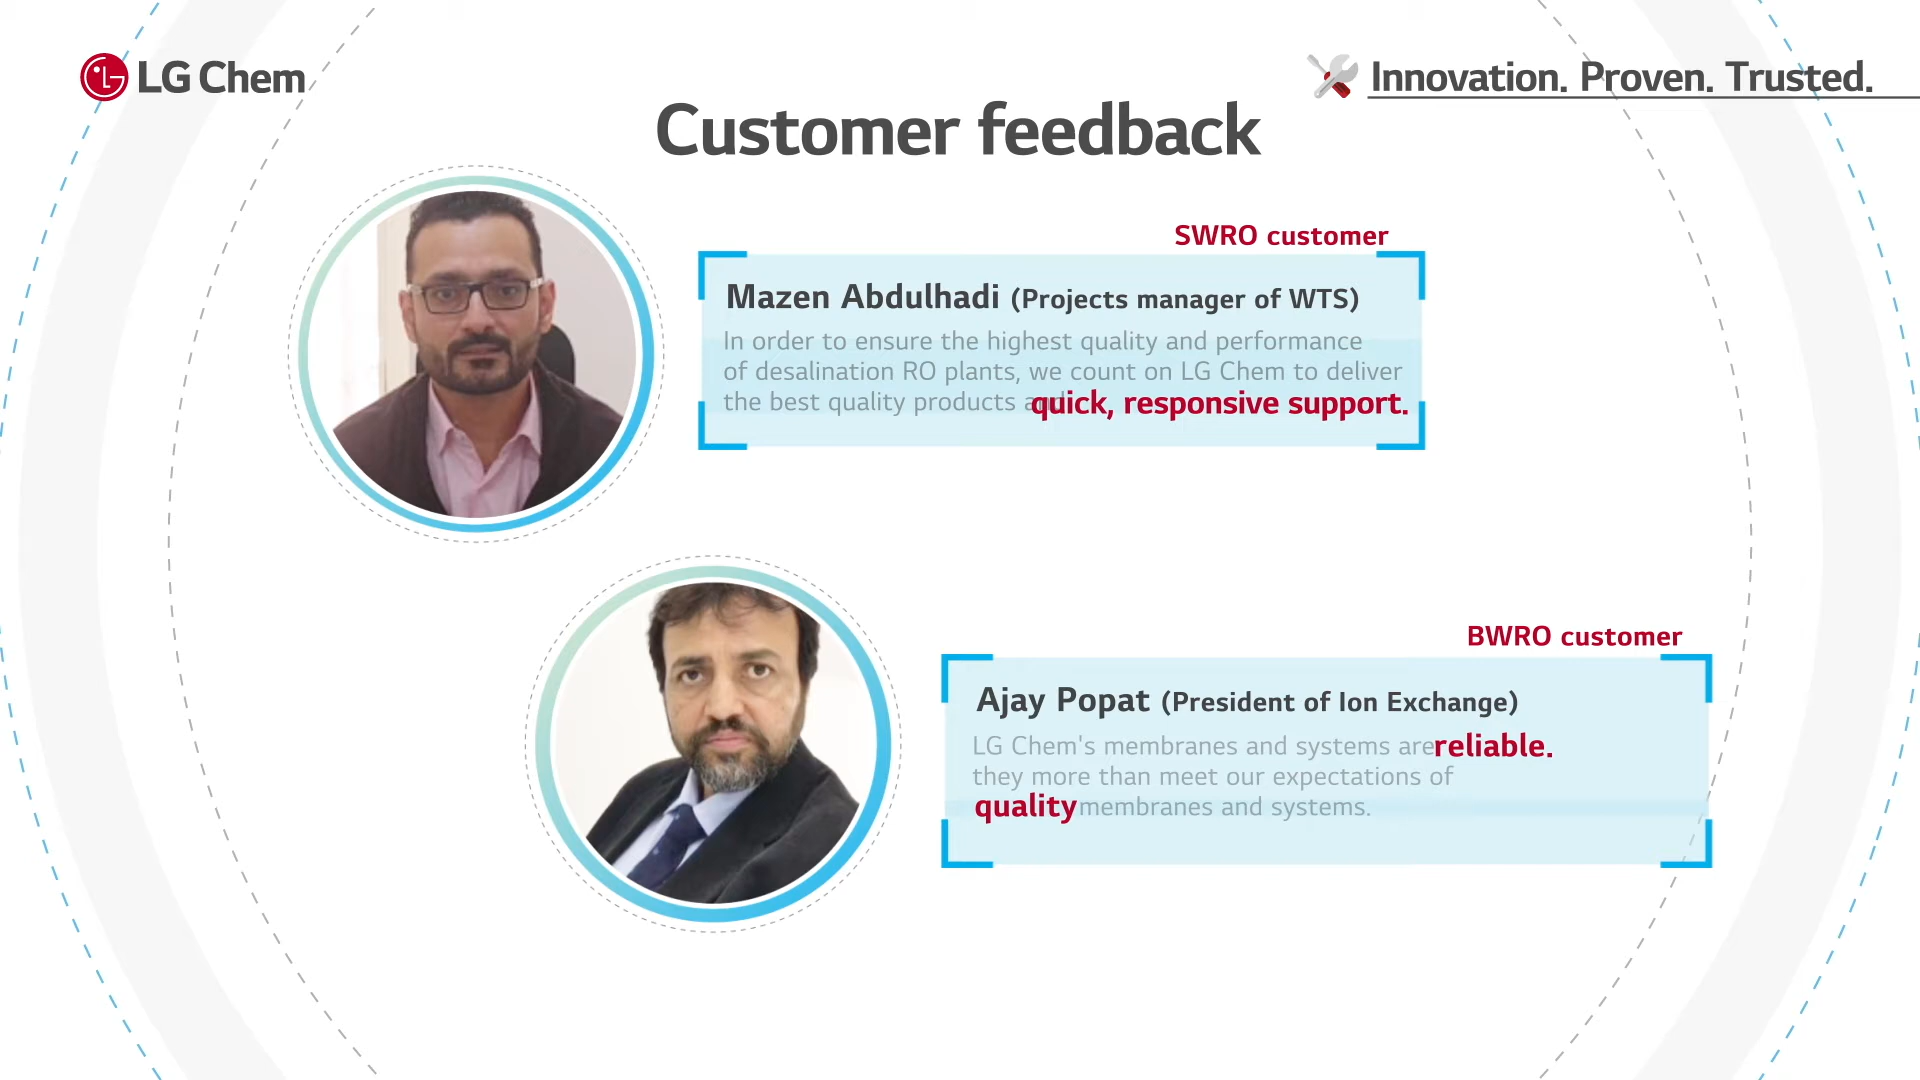 LG Chem
Innovation. Proven. Trusted.
Customer feedback
SWRO customer
Mazen Abdulhadi (Projects manager of WTS)
In order to ensure the highest quality and performance
of desalination RO plants, we count on LG Chem to deliver
the best quality products and quick, responsive support.
BWRO customer
Ajay Popat (President of Ion Exchange)
LG Chem's membranes and systems are reliable.
they more than meet our expectations of
quality membranes and systems.